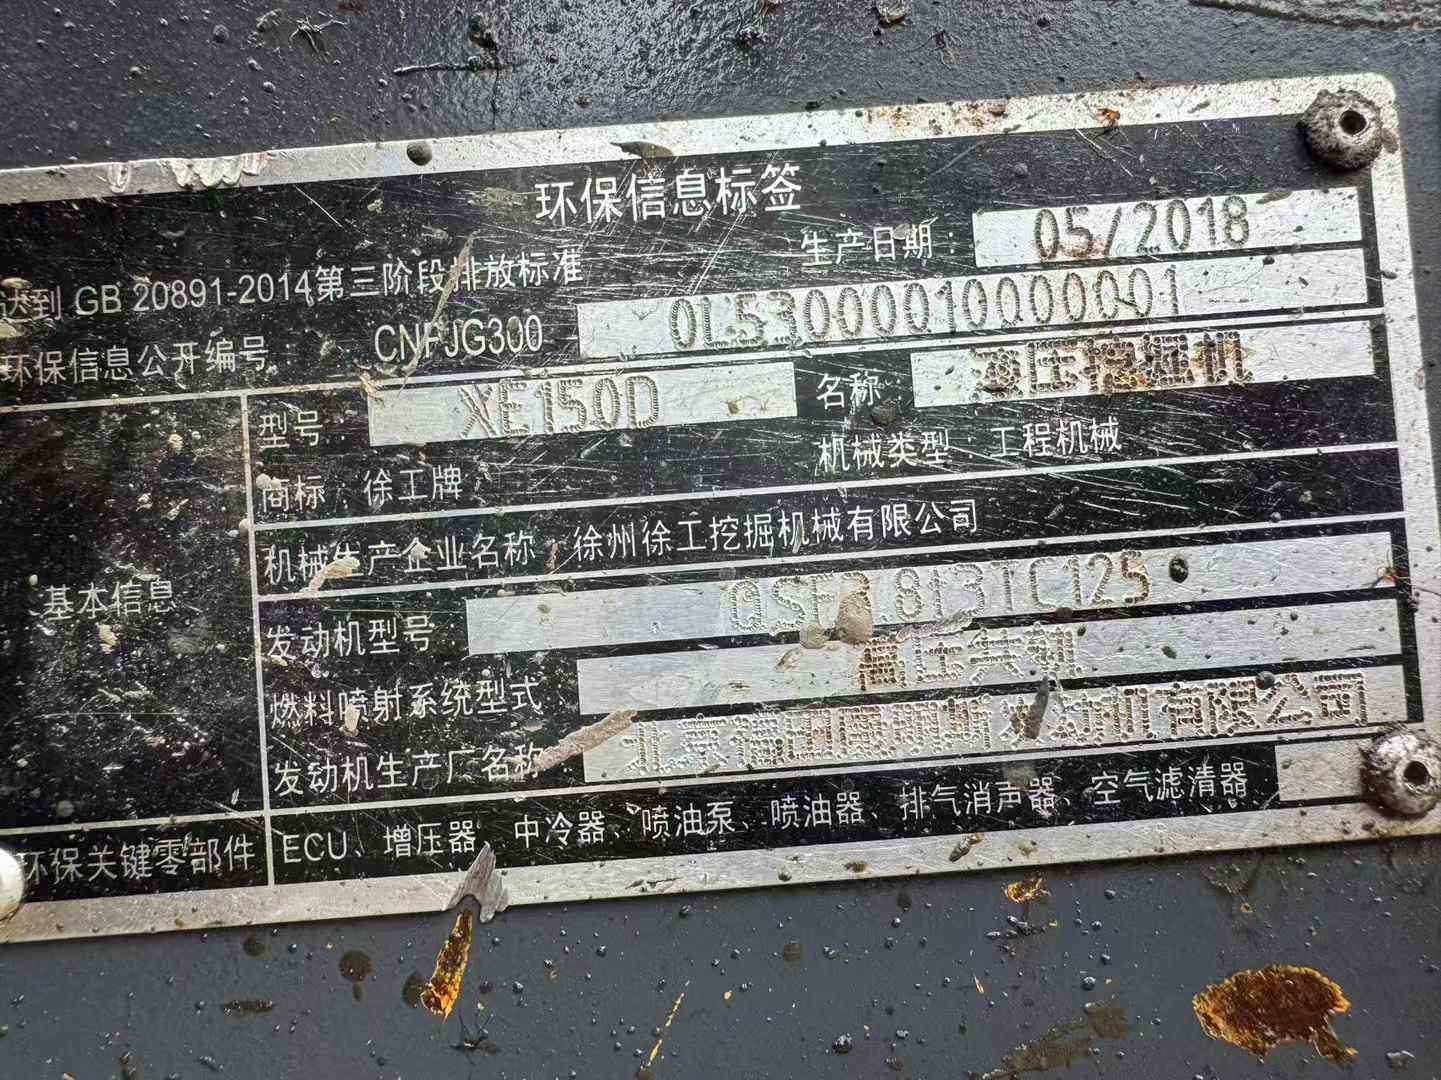 环保信息标签
达到 GB 20891-2014第三阶段排放标准 生产日期: 05/2018
环保信息公开编号: CNFJG300 0L53000010000001
型号: XE150D 名称: 液压挖掘机
商标: 徐工牌 机械类型: 工程机械
机械生产企业名称: 徐州徐工挖掘机械有限公司
基本信息
发动机型号 QSF3.8t3TC125
燃料喷射系统型式 高压共轨
发动机生产厂名称 北京福田康明斯发动机有限公司
环保关键零部件 ECU、增压器、中冷器、喷油泵、喷油器、排气消声器、空气滤清器